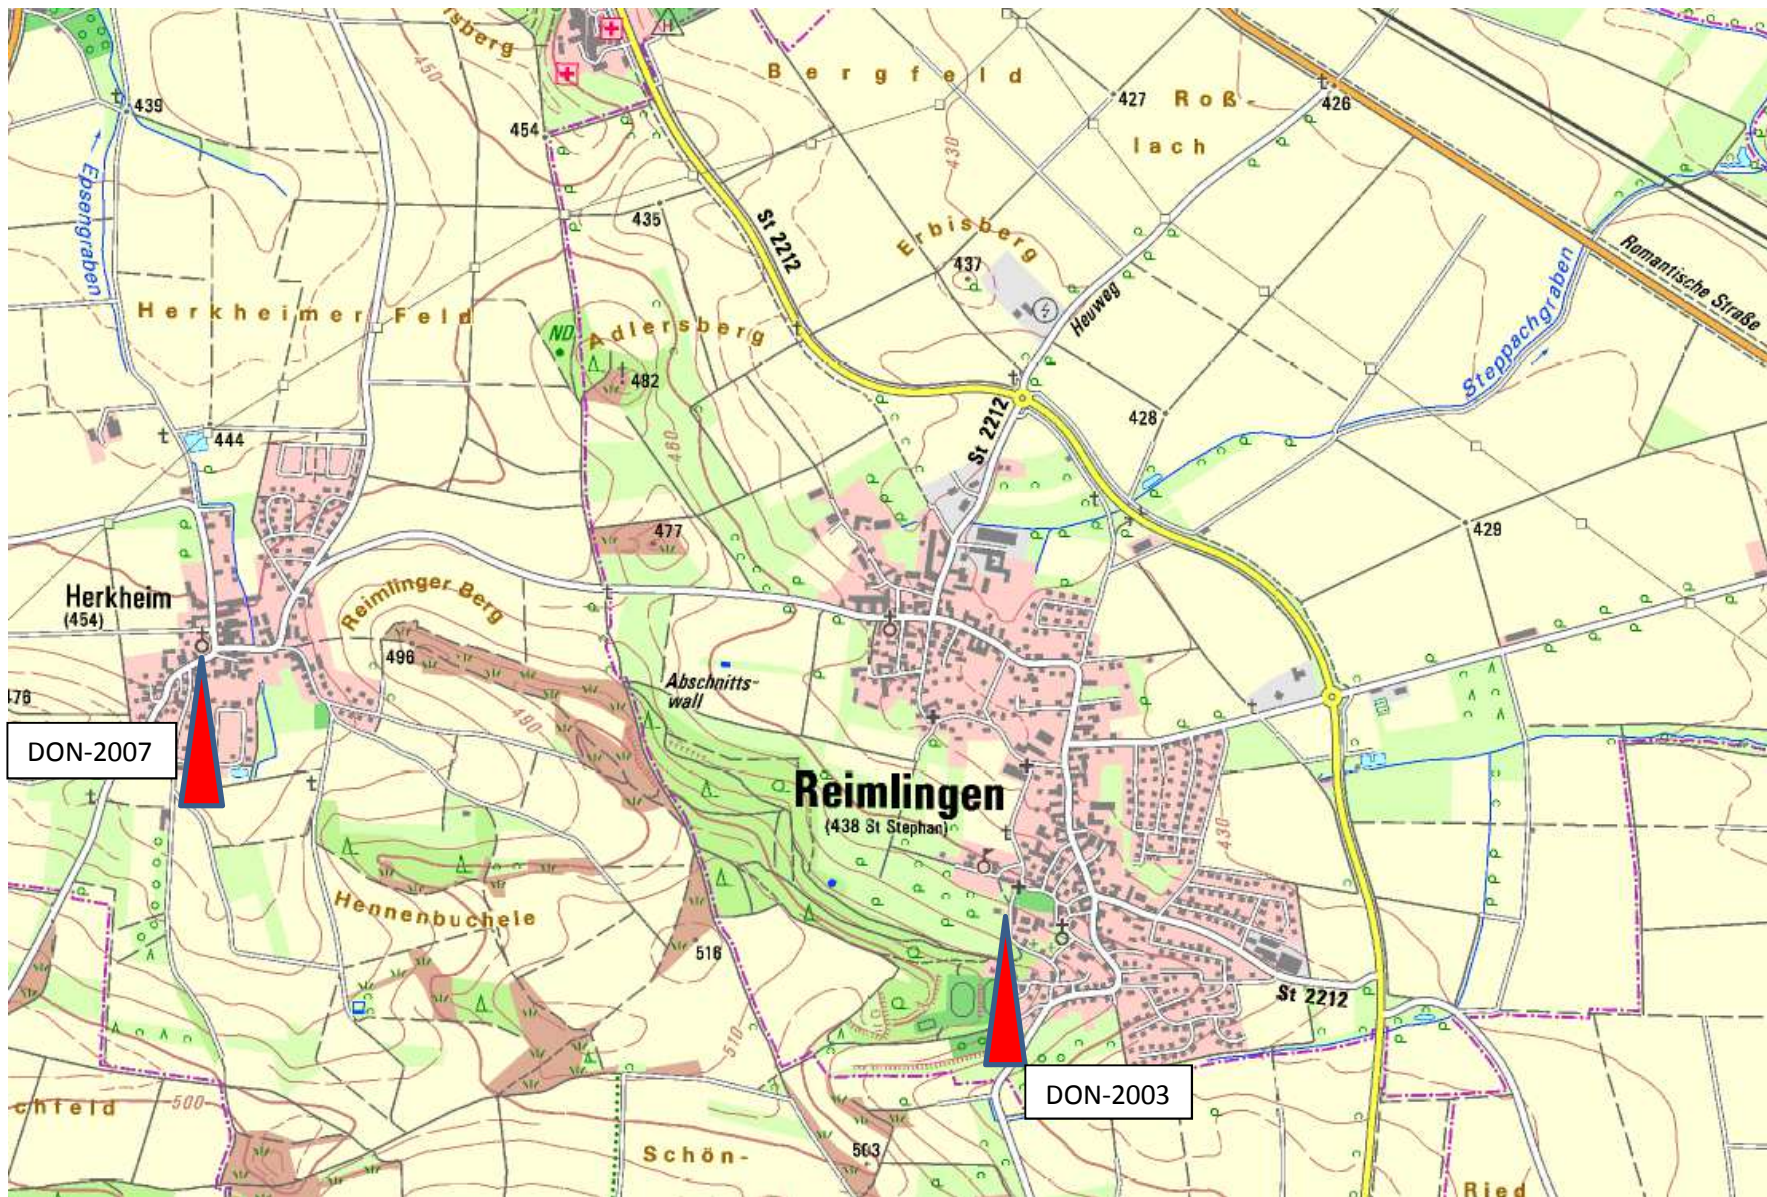 rsberg
H
450
Bergfeld
Roß-
lach
427
426
439
454
430
Epsengraben
435
St 2212
Erbisberg
437
Romantische Straße
Steppachgraben
Heuweg
Herkheimer Feld
ND
Adlersberg
482
460
St 2212
428
444
429
477
Herkheim
(454)
Reimlinger Berg
496
476
490
Abschnitts-
wall
DON-2007
Reimlingen
(438 St Stephan)
430
Hennenbuchele
516
510
St 2212
DON-2003
chfeld
500
Schön-
503
Ried